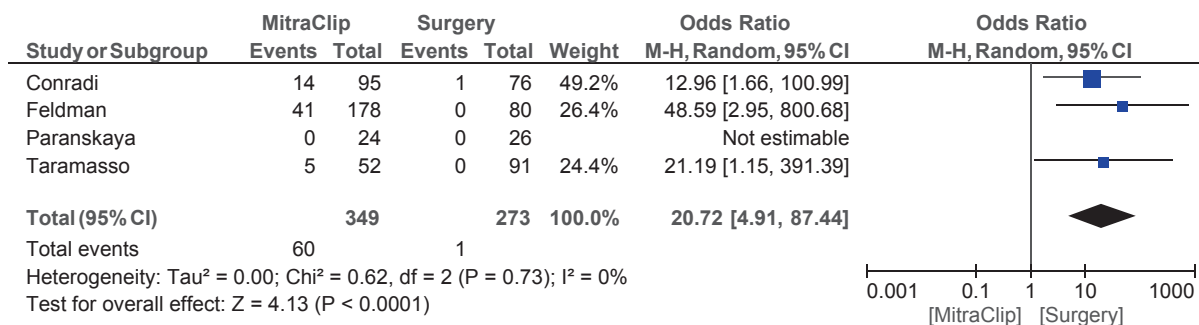 MitraClip Surgery Odds Ratio Odds Ratio
Study or Subgroup Events Total Events Total Weight M-H, Random, 95% CI M-H, Random, 95% CI
Conradi 14 95 1 76 49.2% 12.96 [1.66, 100.99]
Feldman 41 178 0 80 26.4% 48.59 [2.95, 800.68]
Paranskaya 0 24 0 26 Not estimable
Taramasso 5 52 0 91 24.4% 21.19 [1.15, 391.39]
Total (95% CI) 349 273 100.0% 20.72 [4.91, 87.44]
Total events 60 1
Heterogeneity: Tau² = 0.00; Chi² = 0.62, df = 2 (P = 0.73); I² = 0%
Test for overall effect: Z = 4.13 (P < 0.0001)
0.001 0.1 1 10 1000
[MitraClip] [Surgery]